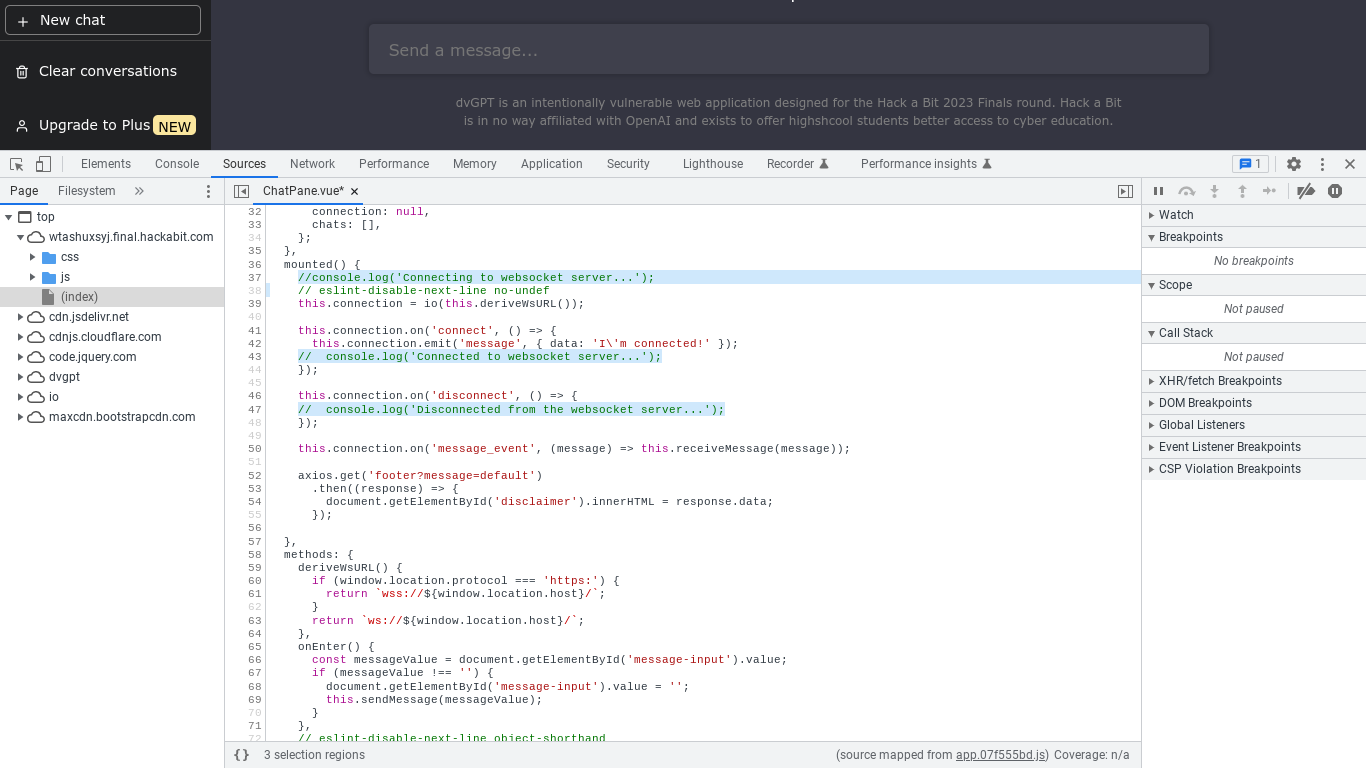 New chat
Clear conversations
Upgrade to Plus NEW
Send a message...
dvGPT is an intentionally vulnerable web application designed for the Hack a Bit 2023 Finals round. Hack a Bit
is in no way affiliated with OpenAI and exists to offer highshcool students better access to cyber education.
Elements Console Sources Network Performance Memory Application Security Lighthouse Recorder Performance insights 1
Page Filesystem
top
wtashuxsyj.final.hackabit.com
css
js
(index)
cdn.jsdelivr.net
cdnjs.cloudflare.com
code.jquery.com
dvgpt
io
maxcdn.bootstrapcdn.com
ChatPane.vue*
32 connection: null,
33 chats: [],
34 };
35 },
36 mounted() {
37 //console.log('Connecting to websocket server...');
38 // eslint-disable-next-line no-undef
39 this.connection = io(this.deriveWsURL());
40
41 this.connection.on('connect', () => {
42 this.connection.emit('message', { data: 'I\'m connected!' });
43 //  console.log('Connected to websocket server...');
44 });
45
46 this.connection.on('disconnect', () => {
47 //  console.log('Disconnected from the websocket server...');
48 });
49
50 this.connection.on('message_event', (message) => this.receiveMessage(message));
51
52 axios.get('footer?message=default')
53 .then((response) => {
54 document.getElementById('disclaimer').innerHTML = response.data;
55 });
56
57 },
58 methods: {
59 deriveWsURL() {
60 if (window.location.protocol === 'https:') {
61 return `wss://${window.location.host}/`;
62 }
63 return `ws://${window.location.host}/`;
64 },
65 onEnter() {
66 const messageValue = document.getElementById('message-input').value;
67 if (messageValue !== '') {
68 document.getElementById('message-input').value = '';
69 this.sendMessage(messageValue);
70 }
71 },
72 // eslint-disable-next-line object-shorthand
{} 3 selection regions
(source mapped from app.07f555bd.js) Coverage: n/a
Watch
Breakpoints
No breakpoints
Scope
Not paused
Call Stack
Not paused
XHR/fetch Breakpoints
DOM Breakpoints
Global Listeners
Event Listener Breakpoints
CSP Violation Breakpoints